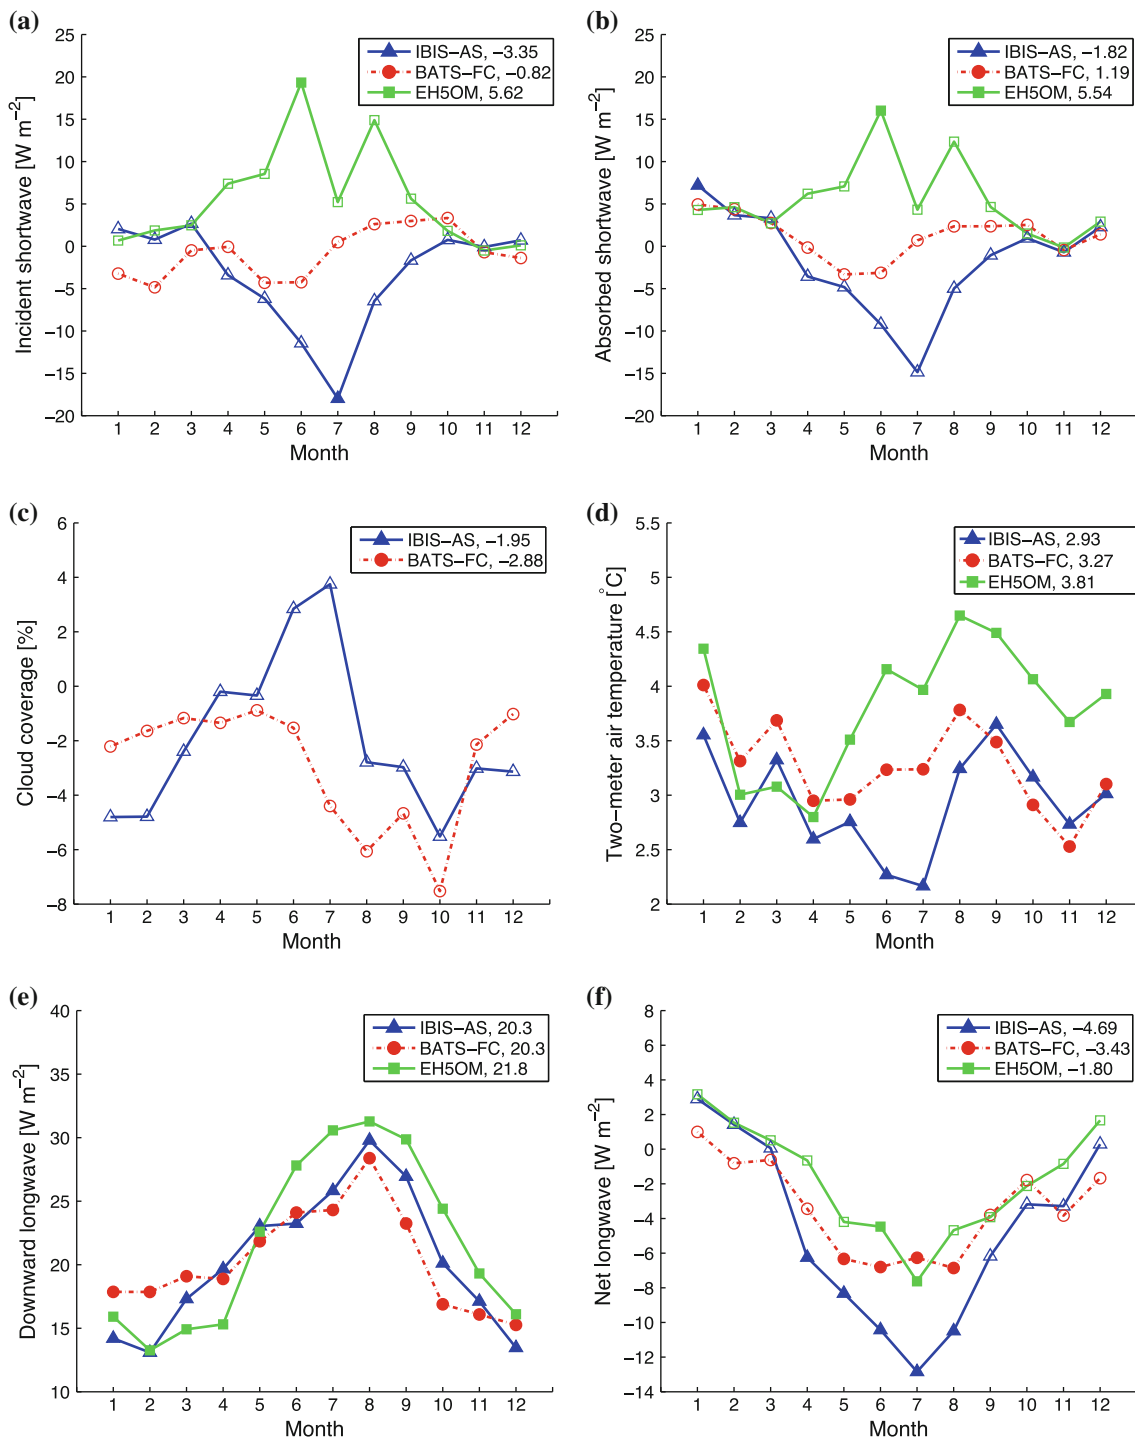 (a)
Incident shortwave [W m−2]
25
20
15
10
5
0
−5
−10
−15
−20
IBIS−AS, −3.35
BATS−FC, −0.82
EH5OM, 5.62
1 2 3 4 5 6 7 8 9 10 11 12
Month
(b)
Absorbed shortwave [W m−2]
25
20
15
10
5
0
−5
−10
−15
−20
IBIS−AS, −1.82
BATS−FC, 1.19
EH5OM, 5.54
1 2 3 4 5 6 7 8 9 10 11 12
Month
(c)
Cloud coverage [%]
6
4
2
0
−2
−4
−6
−8
IBIS−AS, −1.95
BATS−FC, −2.88
1 2 3 4 5 6 7 8 9 10 11 12
Month
(d)
Two−meter air temperature [°C]
5.5
5
4.5
4
3.5
3
2.5
2
IBIS−AS, 2.93
BATS−FC, 3.27
EH5OM, 3.81
1 2 3 4 5 6 7 8 9 10 11 12
Month
(e)
Downward longwave [W m−2]
40
35
30
25
20
15
10
IBIS−AS, 20.3
BATS−FC, 20.3
EH5OM, 21.8
1 2 3 4 5 6 7 8 9 10 11 12
Month
(f)
Net longwave [W m−2]
8
6
4
2
0
−2
−4
−6
−8
−10
−12
−14
IBIS−AS, −4.69
BATS−FC, −3.43
EH5OM, −1.80
1 2 3 4 5 6 7 8 9 10 11 12
Month